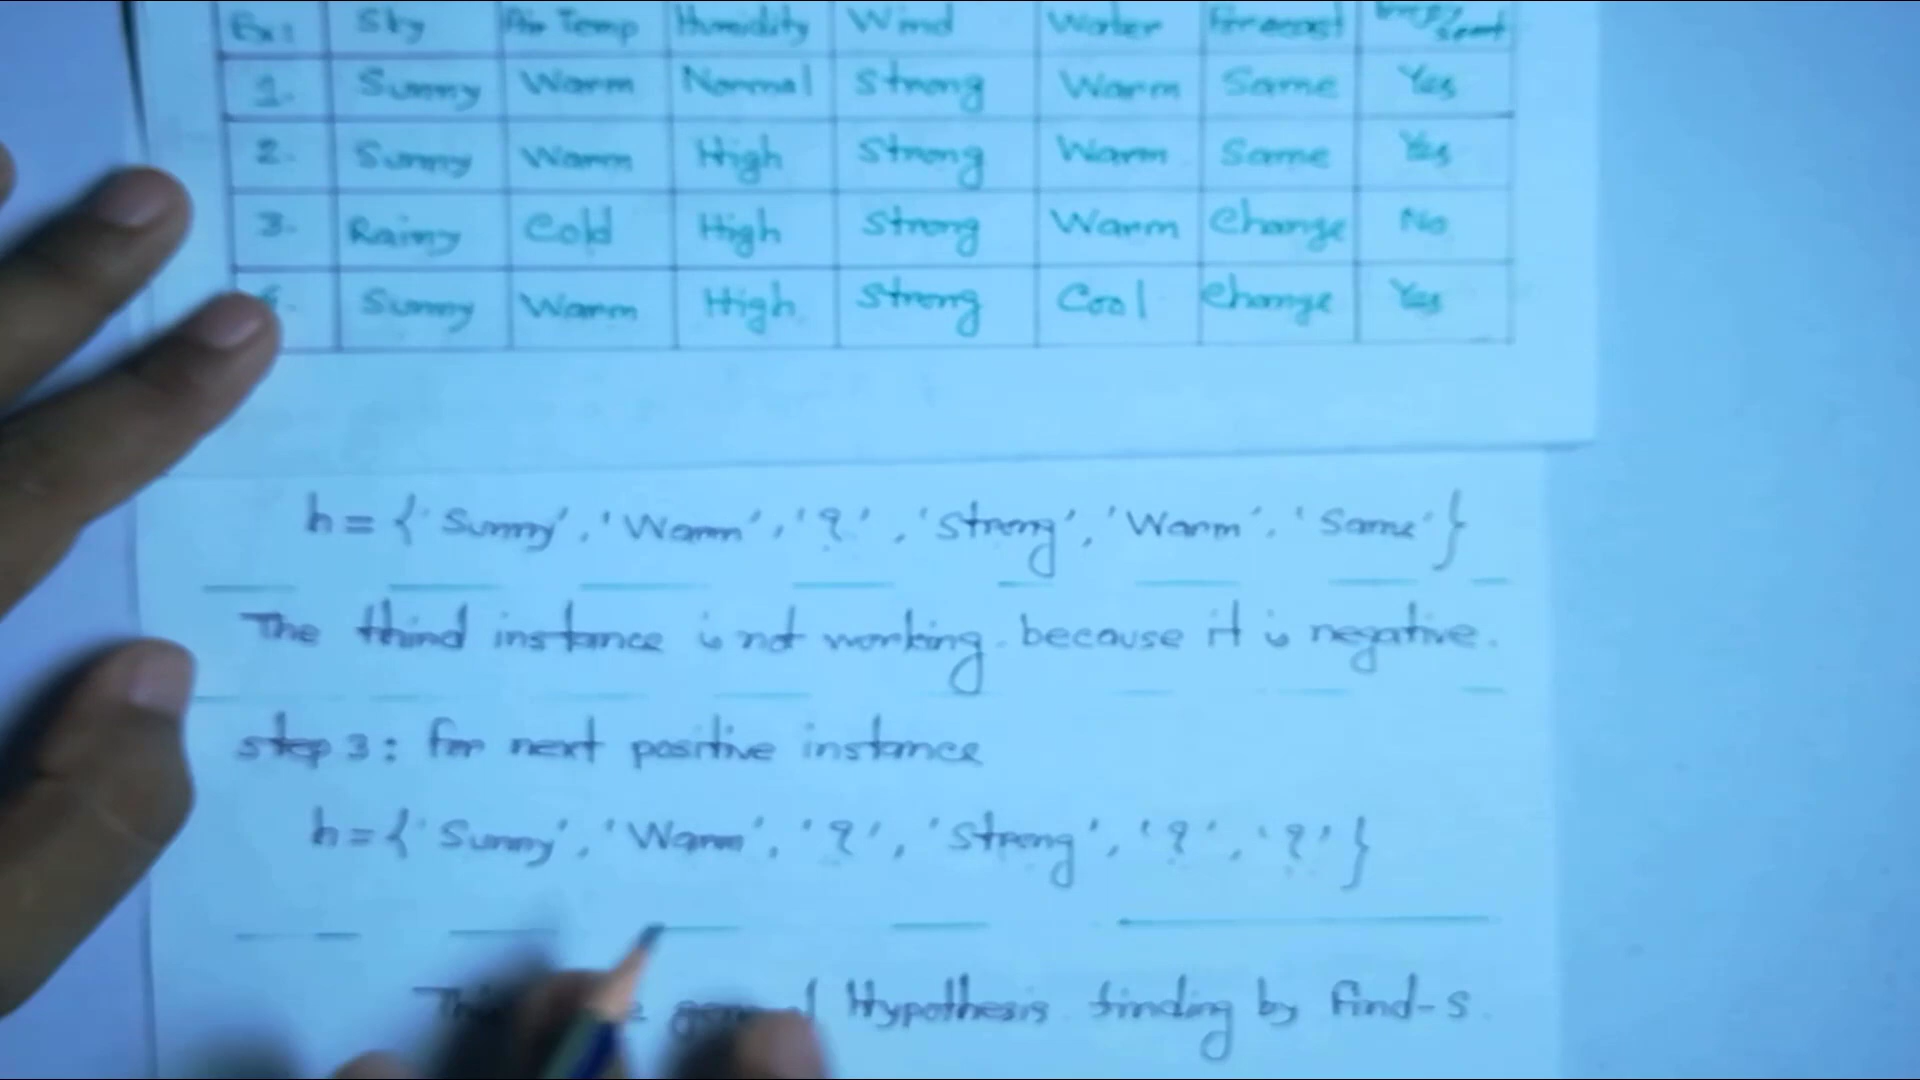 Ex: Sky Air Temp Humidity Wind Water Forecast
1. Sunny Warm Normal Strong Warm Same Yes
2. Sunny Warm High Strong Warm Same Yes
3. Rainy Cold High Strong Warm Change No
Sunny Warm High Strong Cool Change Yes
h = {'Sunny', 'Warm', '?', 'Strong', 'Warm', 'Same'}
The third instance is not working because it is negative.
step 3: for next positive instance
h = {'Sunny', 'Warm', '?', 'Strong', '?', '?'}
Hypothesis finding by find-s.